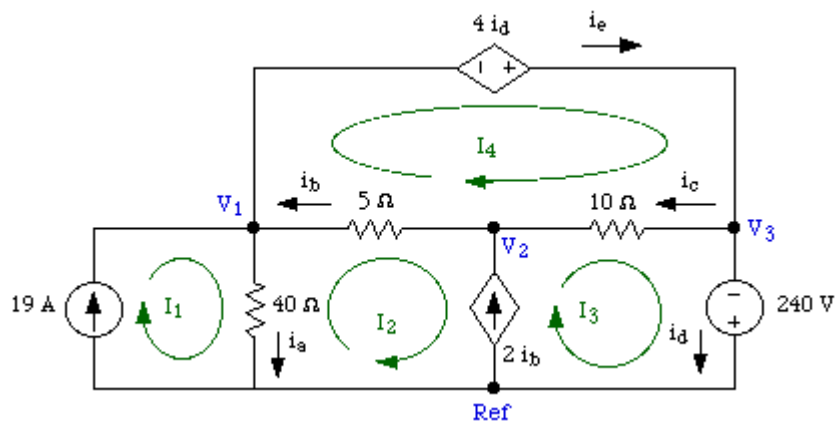 4 id
ie
− +
I4
ib
5 Ω
10 Ω
ic
V1
V2
V3
19 A
I1
40 Ω
ia
I2
2 ib
I3
id
−
+
240 V
Ref